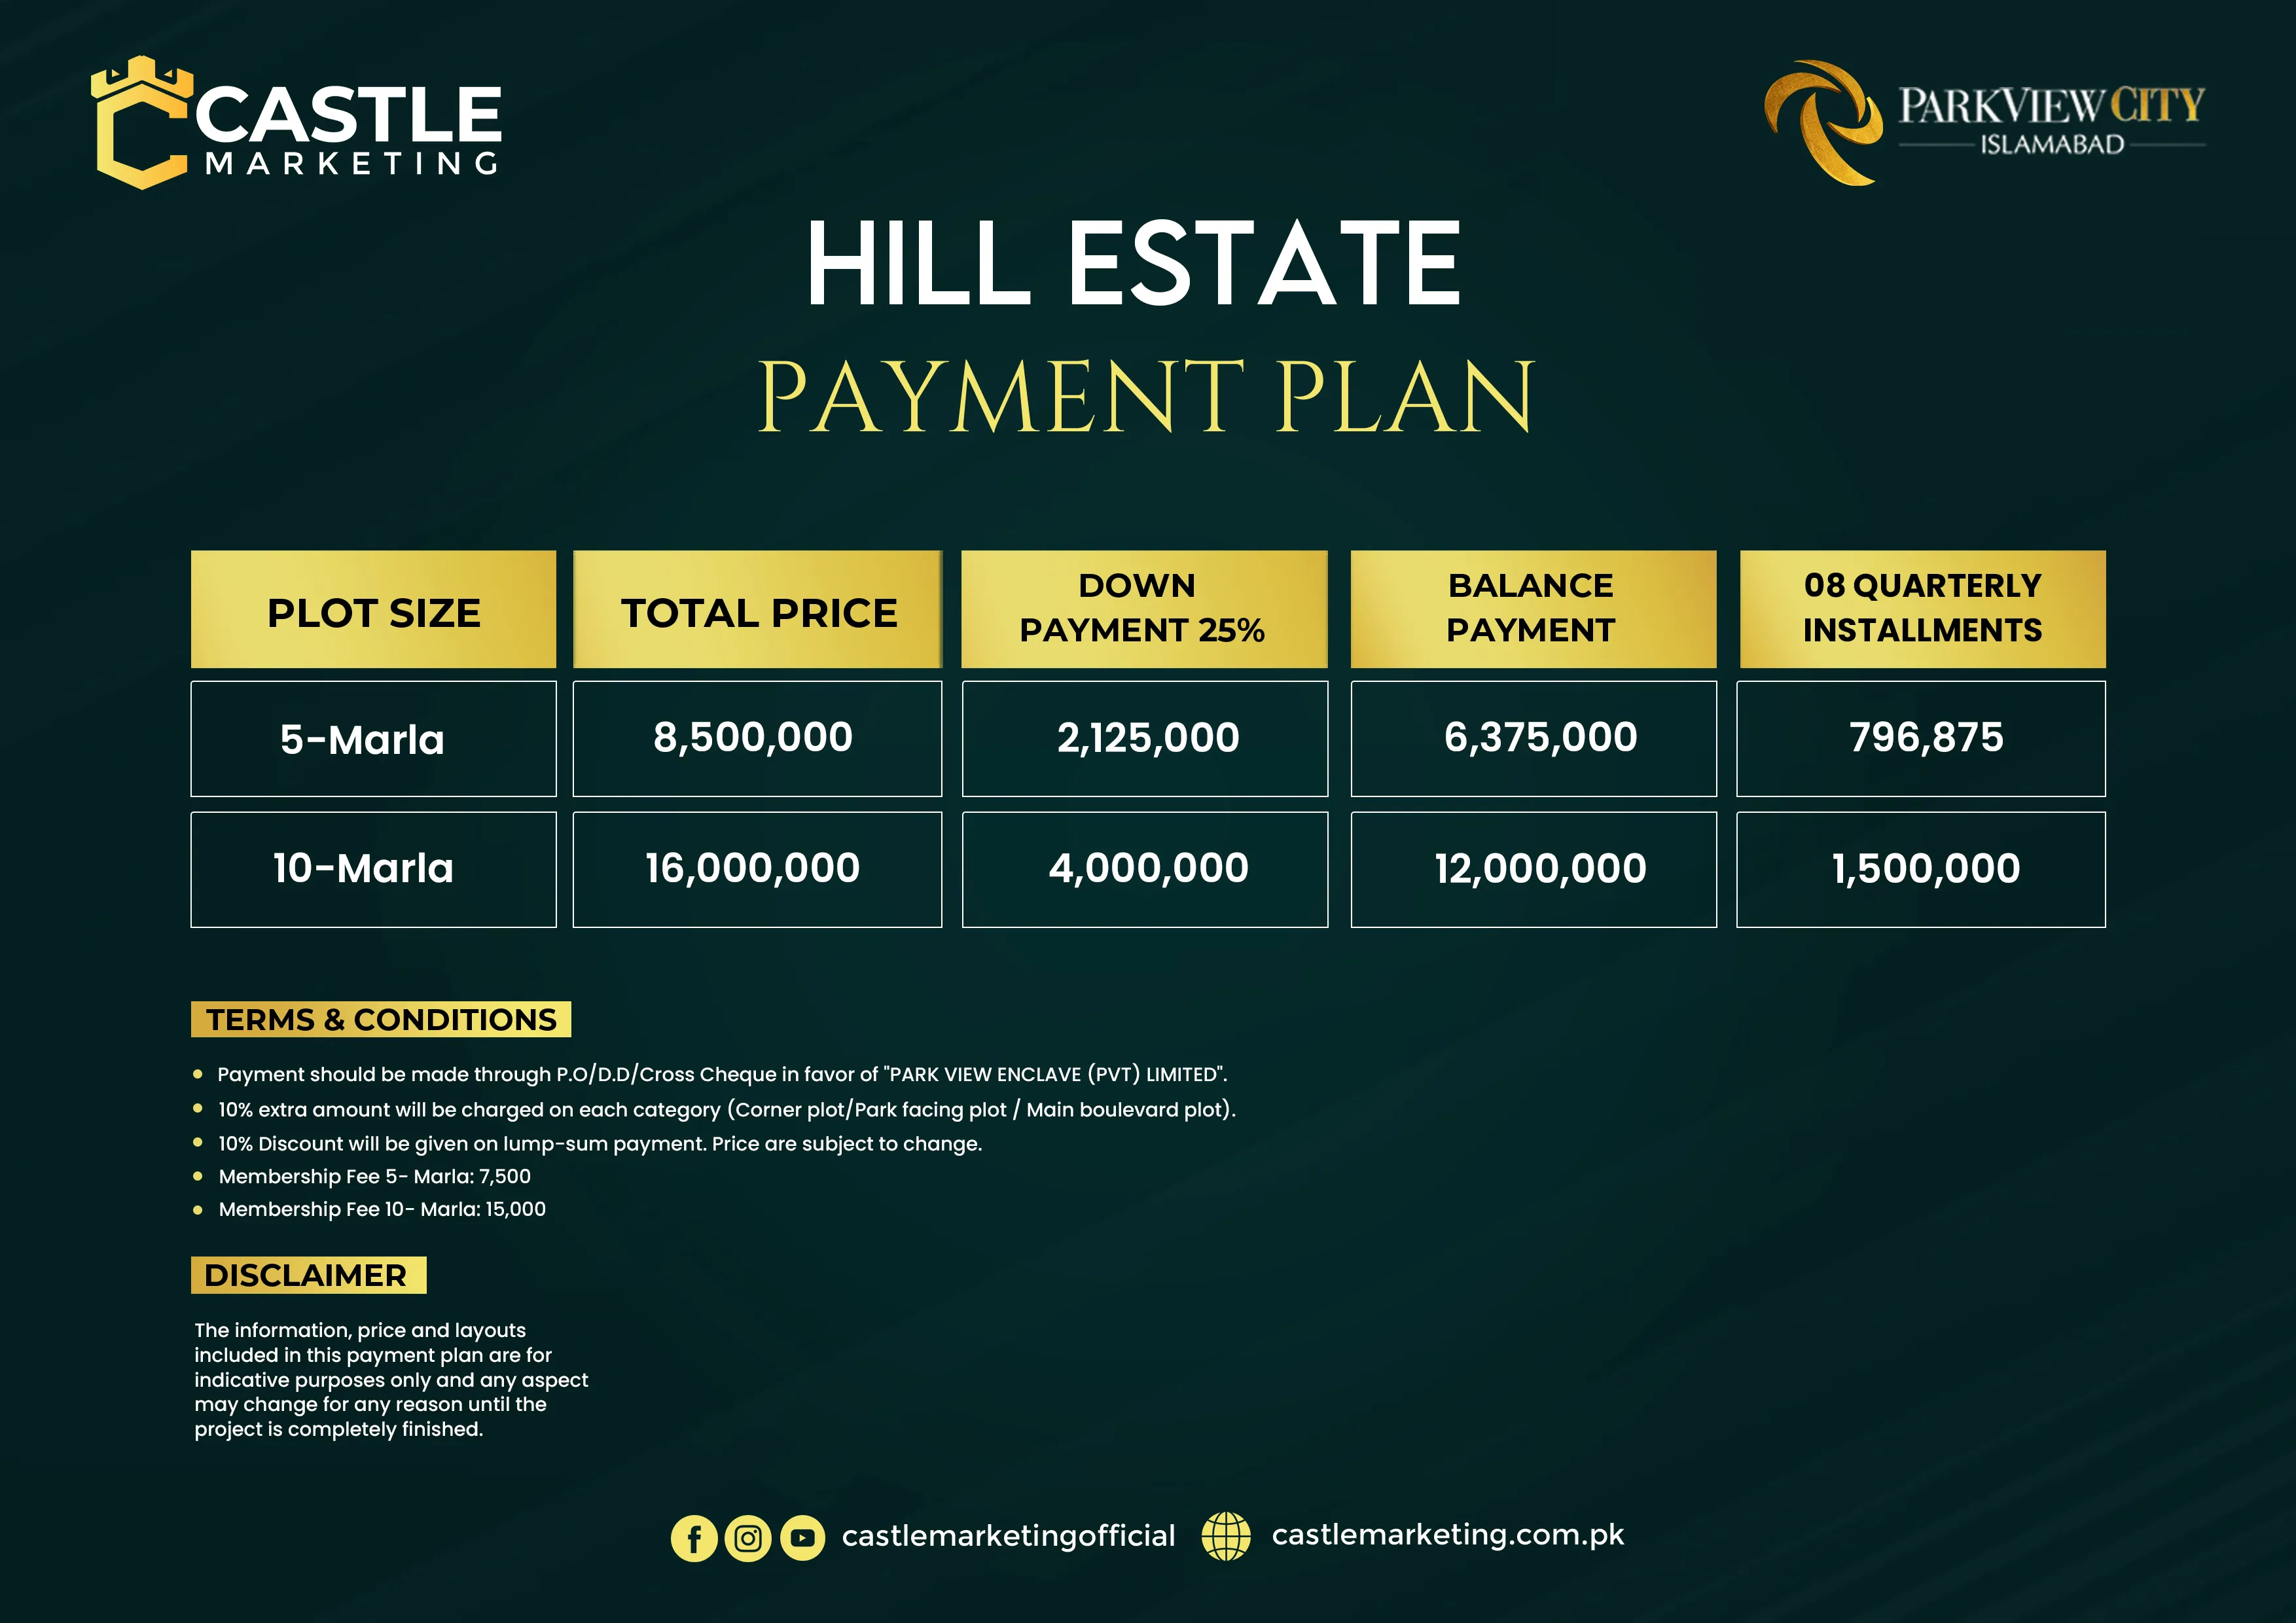 CASTLE
MARKETING
PARKVIEW CITY
ISLAMABAD
HILL ESTATE
PAYMENT PLAN
PLOT SIZE
TOTAL PRICE
DOWN
PAYMENT 25%
BALANCE
PAYMENT
08 QUARTERLY
INSTALLMENTS
5-Marla
8,500,000
2,125,000
6,375,000
796,875
10-Marla
16,000,000
4,000,000
12,000,000
1,500,000
TERMS & CONDITIONS
• Payment should be made through P.O/D.D/Cross Cheque in favor of "PARK VIEW ENCLAVE (PVT) LIMITED".
• 10% extra amount will be charged on each category (Corner plot/Park facing plot / Main boulevard plot).
• 10% Discount will be given on lump-sum payment. Price are subject to change.
• Membership Fee 5- Marla: 7,500
• Membership Fee 10- Marla: 15,000
DISCLAIMER
The information, price and layouts
included in this payment plan are for
indicative purposes only and any aspect
may change for any reason until the
project is completely finished.
castlemarketingofficial
castlemarketing.com.pk